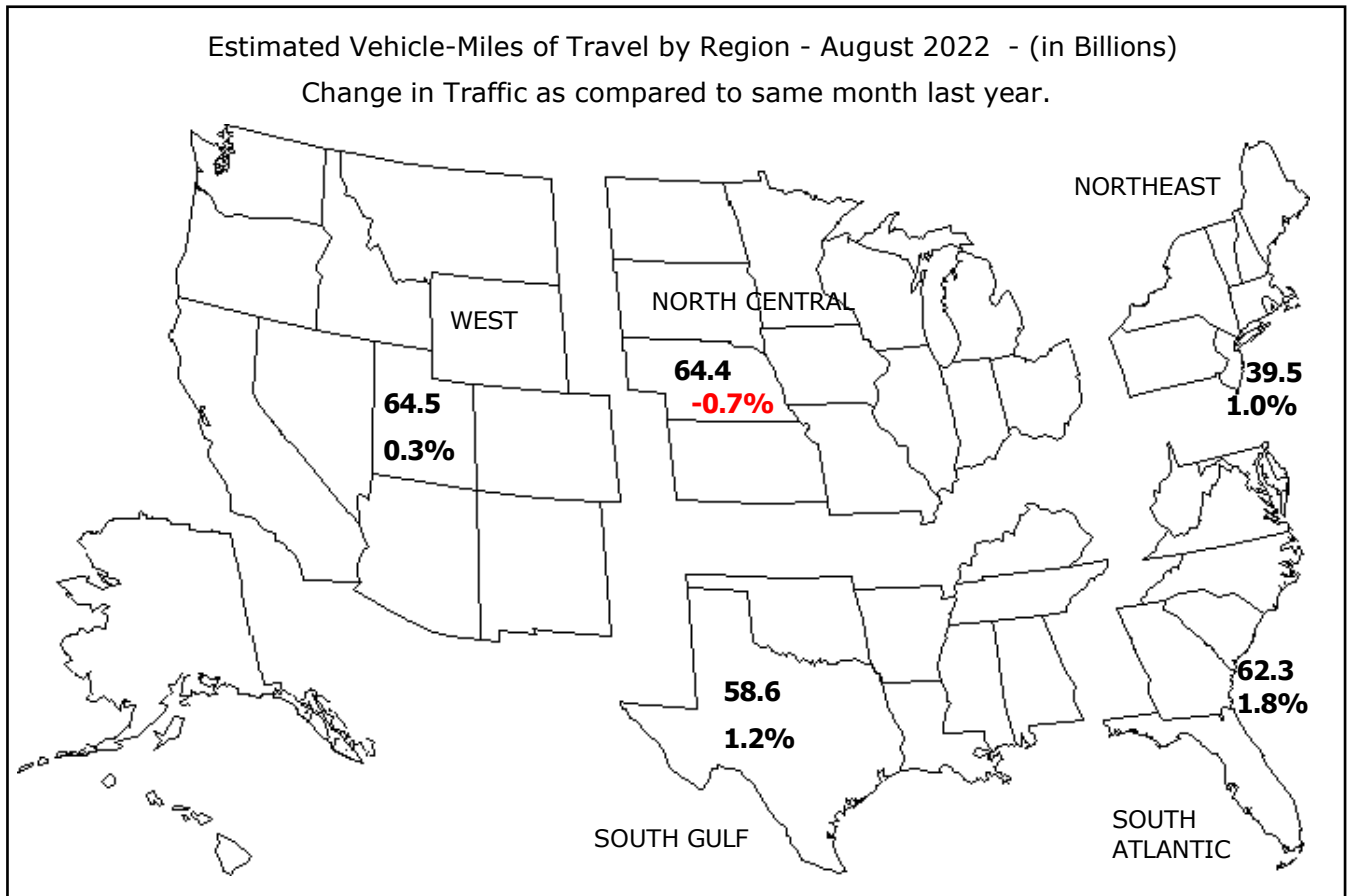 Estimated Vehicle-Miles of Travel by Region - August 2022 - (in Billions)
Change in Traffic as compared to same month last year.
NORTHEAST
39.5
1.0%
WEST
64.5
0.3%
NORTH CENTRAL
64.4
-0.7%
58.6
1.2%
SOUTH GULF
62.3
1.8%
SOUTH
ATLANTIC